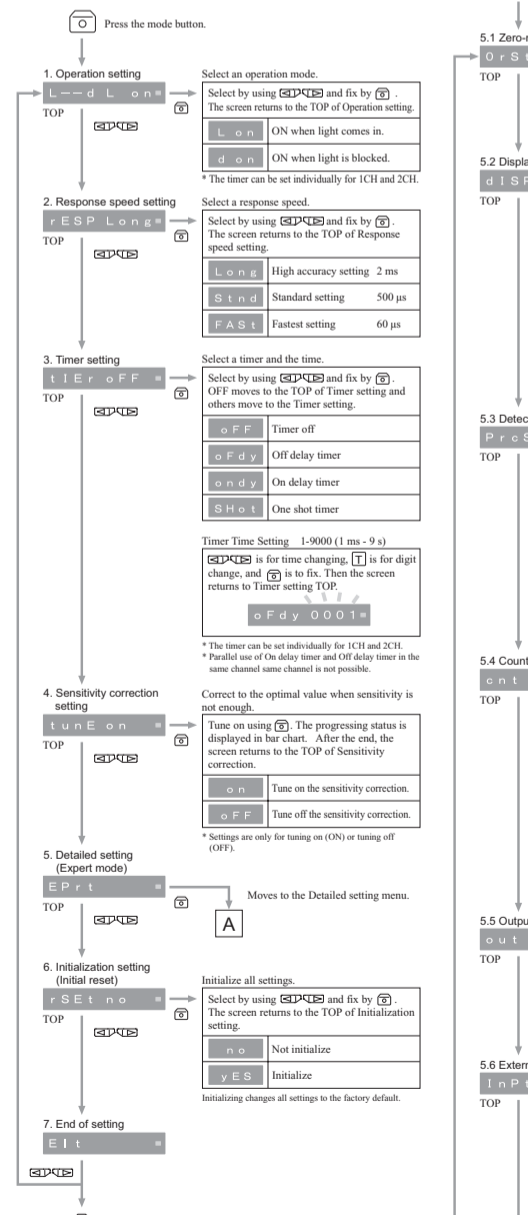 Press the mode button.
1. Operation setting
L−−d L on=
TOP
Select an operation mode.
Select by using and fix by .
The screen returns to the TOP of Operation setting.
L on ON when light comes in.
d on ON when light is blocked.
* The timer can be set individually for 1CH and 2CH.
2. Response speed setting
rESP Long=
TOP
Select a response speed.
Select by using and fix by .
The screen returns to the TOP of Response
speed setting.
Long High accuracy setting 2 ms
Stnd Standard setting 500 µs
FASt Fastest setting 60 µs
3. Timer setting
tIEr oFF =
TOP
Select a timer and the time.
Select by using and fix by .
OFF moves to the TOP of Timer setting and
others move to the Timer setting.
oFF Timer off
oFdy Off delay timer
ondy On delay timer
SHot One shot timer
Timer Time Setting 1-9000 (1 ms - 9 s)
is for time changing, T is for digit
change, and is to fix. Then the screen
returns to Timer setting TOP.
oFdy 0001=
* The timer can be set individually for 1CH and 2CH.
* Parallel use of On delay timer and Off delay timer in the
same channel same channel is not possible.
4. Sensitivity correction
setting
tunE on =
TOP
Correct to the optimal value when sensitivity is
not enough.
Tune on using . The progressing status is
displayed in bar chart. After the end, the
screen returns to the TOP of Sensitivity
correction.
on Tune on the sensitivity correction.
oFF Tune off the sensitivity correction.
* Settings are only for tuning on (ON) or tuning off
(OFF).
5. Detailed setting
(Expert mode)
EPrt =
TOP
Moves to the Detailed setting menu.
A
6. Initialization setting
(Initial reset)
rSEt no =
TOP
Initialize all settings.
Select by using and fix by .
The screen returns to the TOP of Initialization
setting.
no Not initialize
yES Initialize
Initializing changes all settings to the factory default.
7. End of setting
EIt =
5.1 Zero-r
0rSt
TOP
5.2 Displa
dISP
TOP
5.3 Detec
PrcS
TOP
5.4 Count
cnt
TOP
5.5 Outpu
out
TOP
5.6 Extern
InPt
TOP